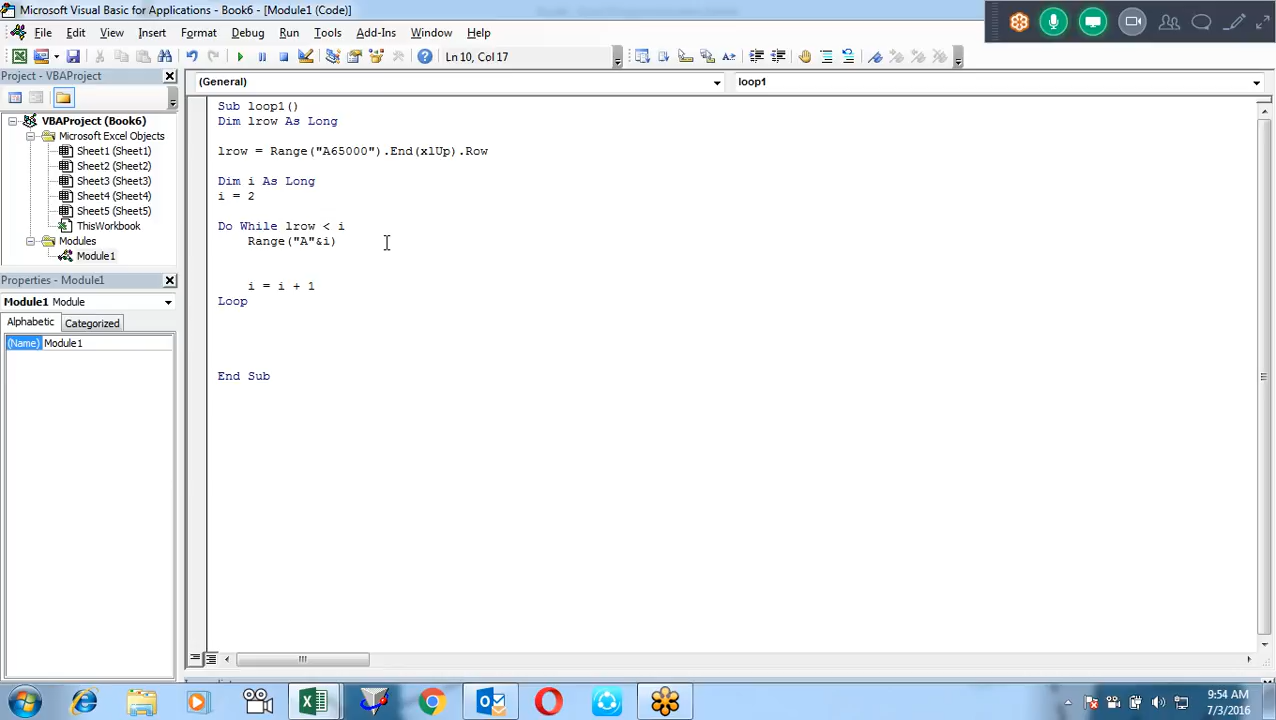 Microsoft Visual Basic for Applications - Book6 - [Module1 (Code)]
File Edit View Insert Format Debug Run Tools Add-Ins Window Help
Ln 10, Col 17
Project - VBAProject
(General)
loop1
VBAProject (Book6)
Microsoft Excel Objects
Sheet1 (Sheet1)
Sheet2 (Sheet2)
Sheet3 (Sheet3)
Sheet4 (Sheet4)
Sheet5 (Sheet5)
ThisWorkbook
Modules
Module1
Properties - Module1
Module1 Module
Alphabetic Categorized
(Name) Module1
Sub loop1()
Dim lrow As Long
lrow = Range("A65000").End(xlUp).Row
Dim i As Long
i = 2
Do While lrow < i
Range("A"&i)
i = i + 1
Loop
End Sub
9:54 AM
7/3/2016